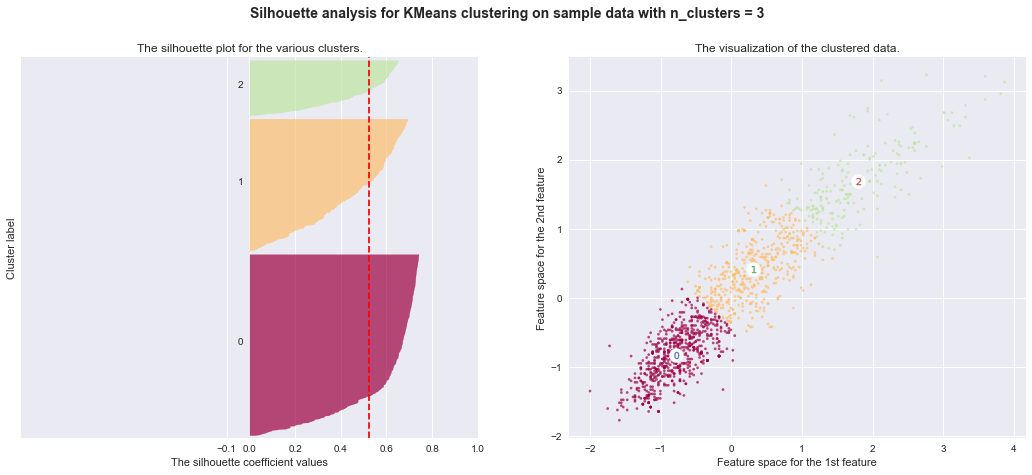 Silhouette analysis for KMeans clustering on sample data with n_clusters = 3
The silhouette plot for the various clusters.
Cluster label
2
1
0
−0.1 0.0 0.2 0.4 0.6 0.8 1.0
The silhouette coefficient values
The visualization of the clustered data.
Feature space for the 2nd feature
3
2
1
0
−1
−2
2
1
0
−2 −1 0 1 2 3 4
Feature space for the 1st feature